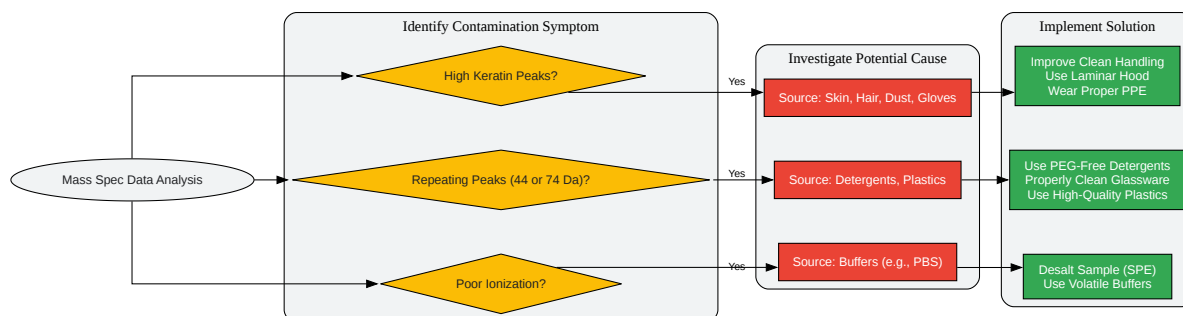 Identify Contamination Symptom
Investigate Potential Cause
Implement Solution
Mass Spec Data Analysis
High Keratin Peaks?
Yes
Source: Skin, Hair, Dust, Gloves
Improve Clean Handling
Use Laminar Hood
Wear Proper PPE
Repeating Peaks (44 or 74 Da)?
Yes
Source: Detergents, Plastics
Use PEG-Free Detergents
Properly Clean Glassware
Use High-Quality Plastics
Poor Ionization?
Yes
Source: Buffers (e.g., PBS)
Desalt Sample (SPE)
Use Volatile Buffers